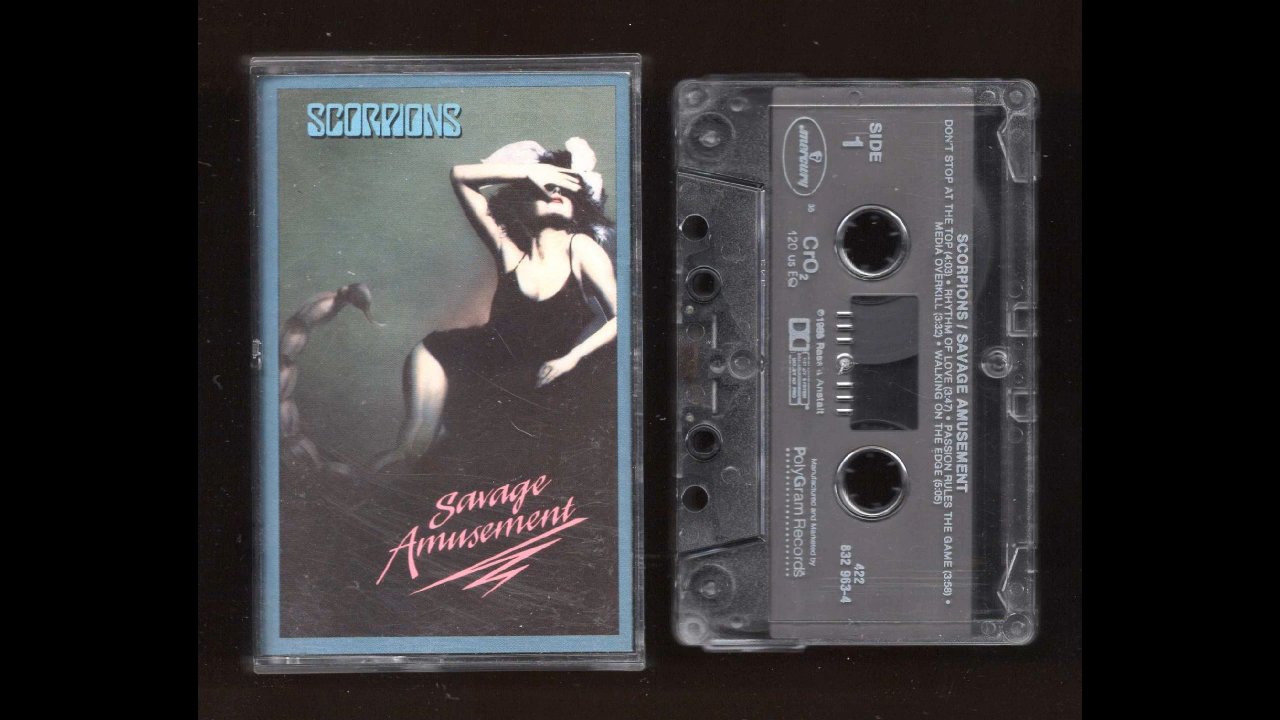 SCORPIONS
Savage
Amusement
SCORPIONS / SAVAGE AMUSEMENT
DON'T STOP AT THE TOP (4:03) • RHYTHM OF LOVE (3:47) • PASSION RULES THE GAME (3:58) •
MEDIA OVERKILL (3:32) • WALKING ON THE EDGE (5:05)
SIDE
1
422
832 963-4
mercury
CrO2
120 us EQ
Manufactured and Marketed by
PolyGram Records